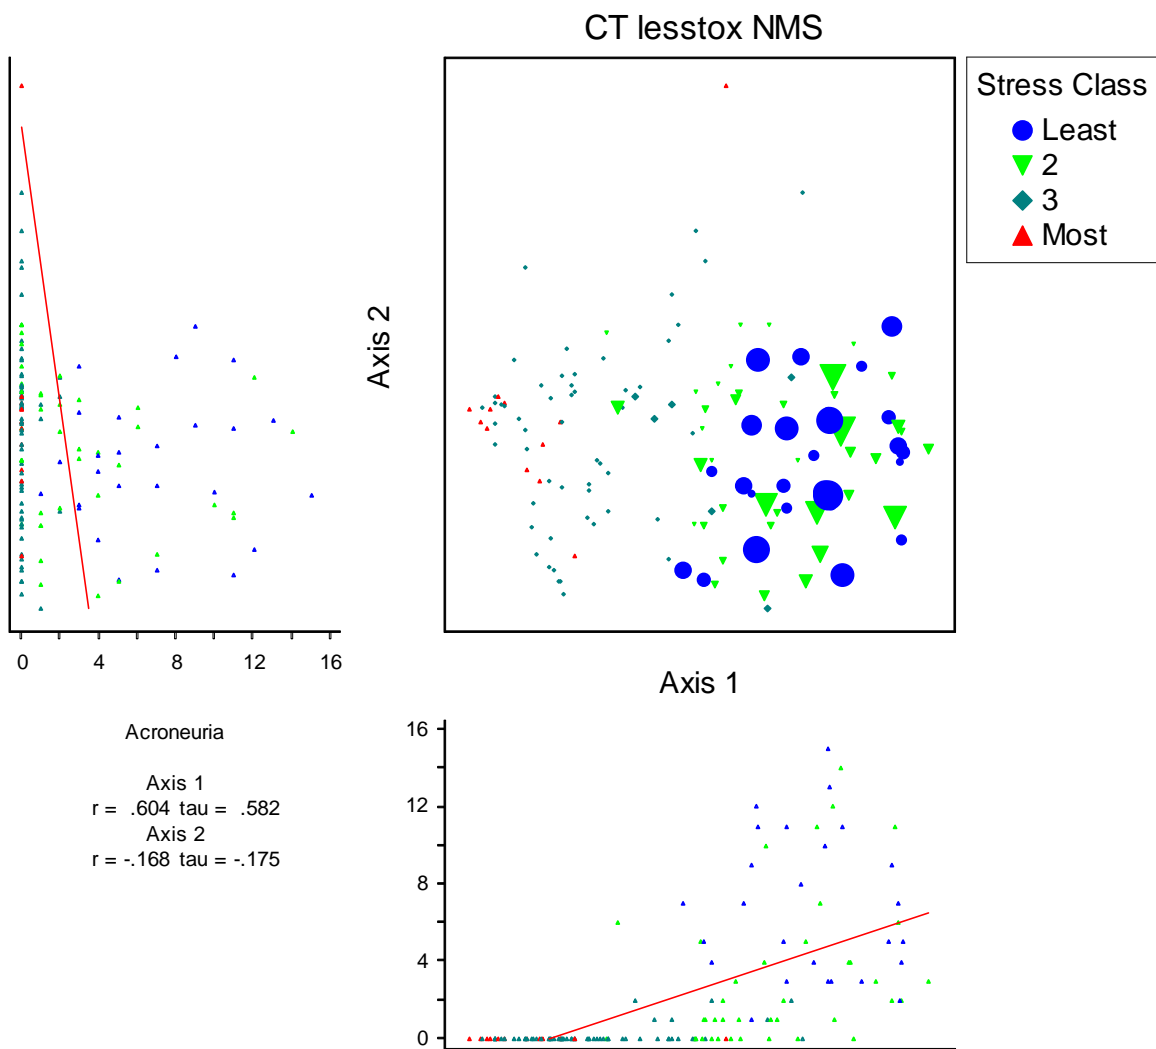 CT lesstox NMS
Stress Class
Least
2
3
Most
Axis 2
0 4 8 12 16
Axis 1
Acroneuria
Axis 1
r = .604 tau = .582
Axis 2
r = -.168 tau = -.175
16
12
8
4
0